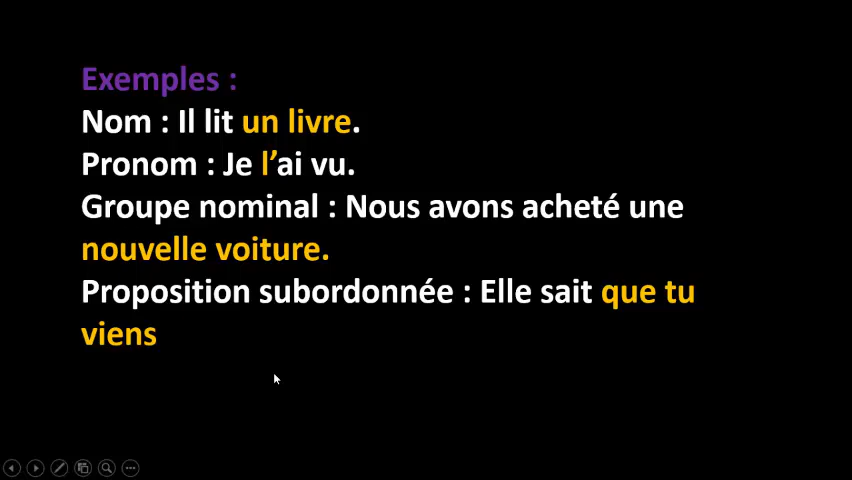 Exemples :
Nom : Il lit un livre.
Pronom : Je l’ai vu.
Groupe nominal : Nous avons acheté une
nouvelle voiture.
Proposition subordonnée : Elle sait que tu
viens